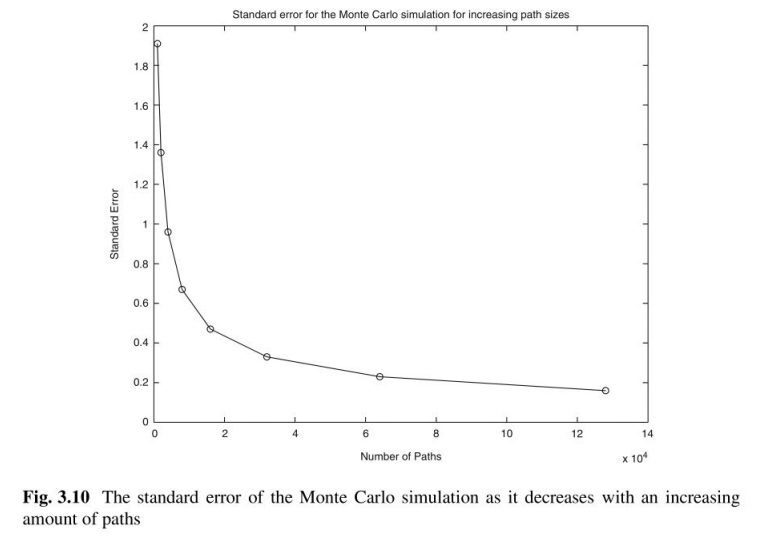 Standard error for the Monte Carlo simulation for increasing path sizes
2
1.8
1.6
1.4
1.2
1
0.8
0.6
0.4
0.2
0
Standard Error
0 2 4 6 8 10 12 14
Number of Paths
x 10⁴
Fig. 3.10 The standard error of the Monte Carlo simulation as it decreases with an increasing
amount of paths